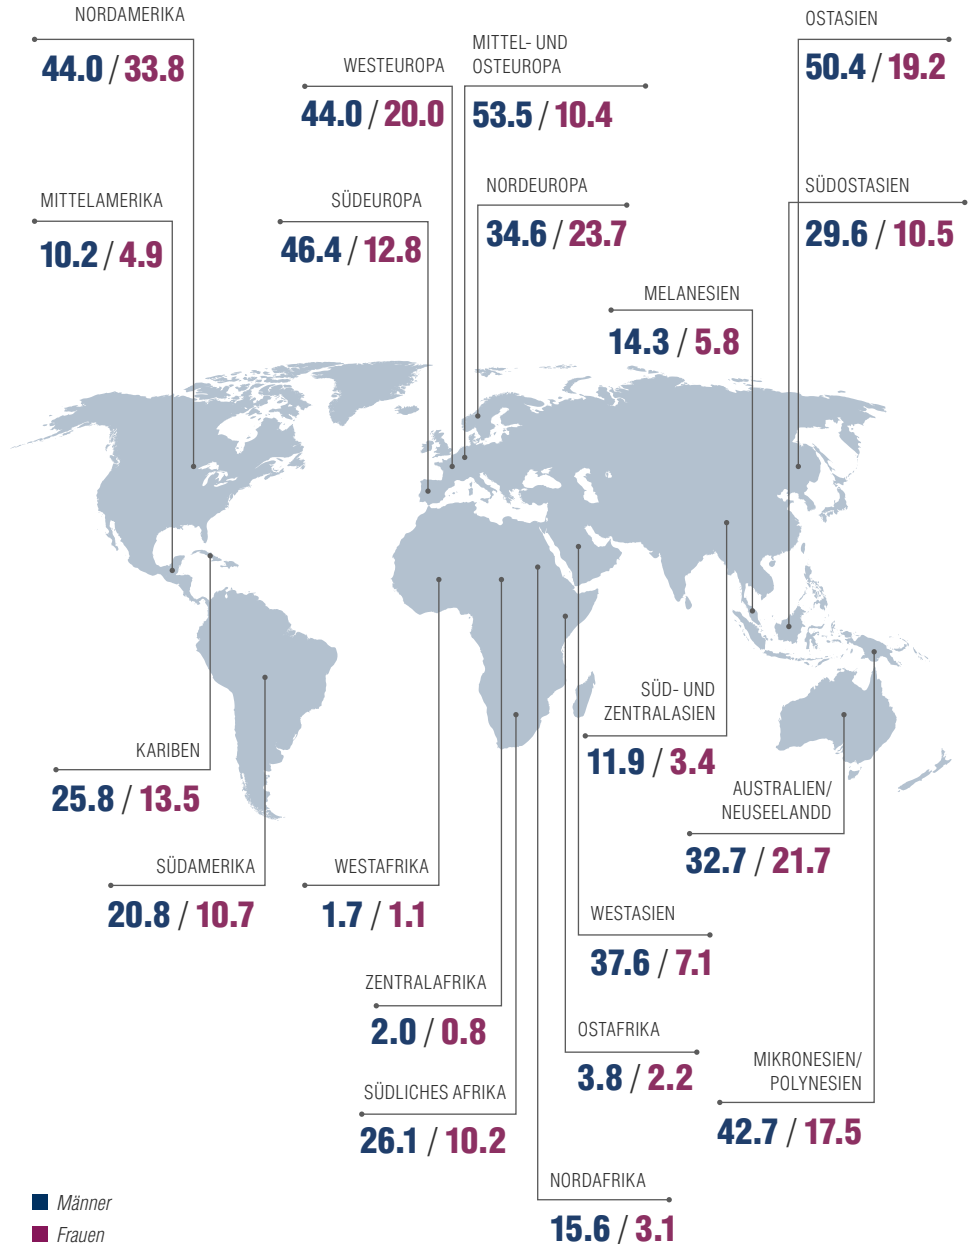 NORDAMERIKA
44.0 / 33.8
WESTEUROPA
44.0 / 20.0
MITTEL- UND
OSTEUROPA
53.5 / 10.4
OSTASIEN
50.4 / 19.2
MITTELAMERIKA
10.2 / 4.9
SÜDEUROPA
46.4 / 12.8
NORDEUROPA
34.6 / 23.7
SÜDOSTASIEN
29.6 / 10.5
MELANESIEN
14.3 / 5.8
KARIBEN
25.8 / 13.5
SÜD- UND
ZENTRALASIEN
11.9 / 3.4
AUSTRALIEN/
NEUSEELANDD
32.7 / 21.7
SÜDAMERIKA
20.8 / 10.7
WESTAFRIKA
1.7 / 1.1
WESTASIEN
37.6 / 7.1
ZENTRALAFRIKA
2.0 / 0.8
OSTAFRIKA
3.8 / 2.2
MIKRONESIEN/
POLYNESIEN
42.7 / 17.5
SÜDLICHES AFRIKA
26.1 / 10.2
NORDAFRIKA
15.6 / 3.1
Männer
Frauen